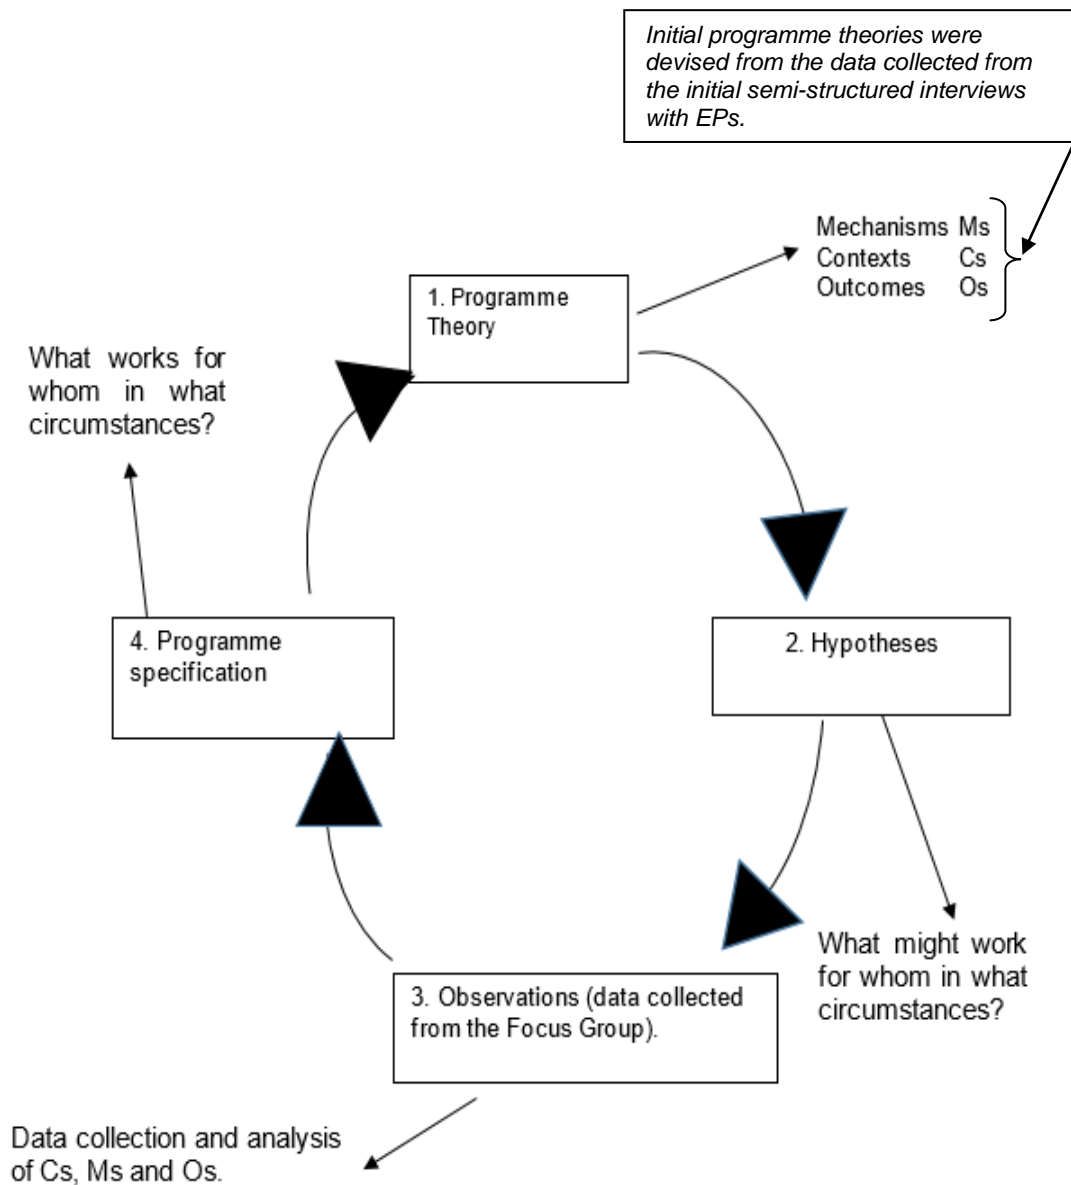 Initial programme theories were
devised from the data collected from
the initial semi-structured interviews
with EPs.
Mechanisms Ms
Contexts Cs
Outcomes Os
1. Programme
Theory
What works for
whom in what
circumstances?
4. Programme
specification
2. Hypotheses
What might work
for whom in what
circumstances?
3. Observations (data collected
from the Focus Group).
Data collection and analysis
of Cs, Ms and Os.